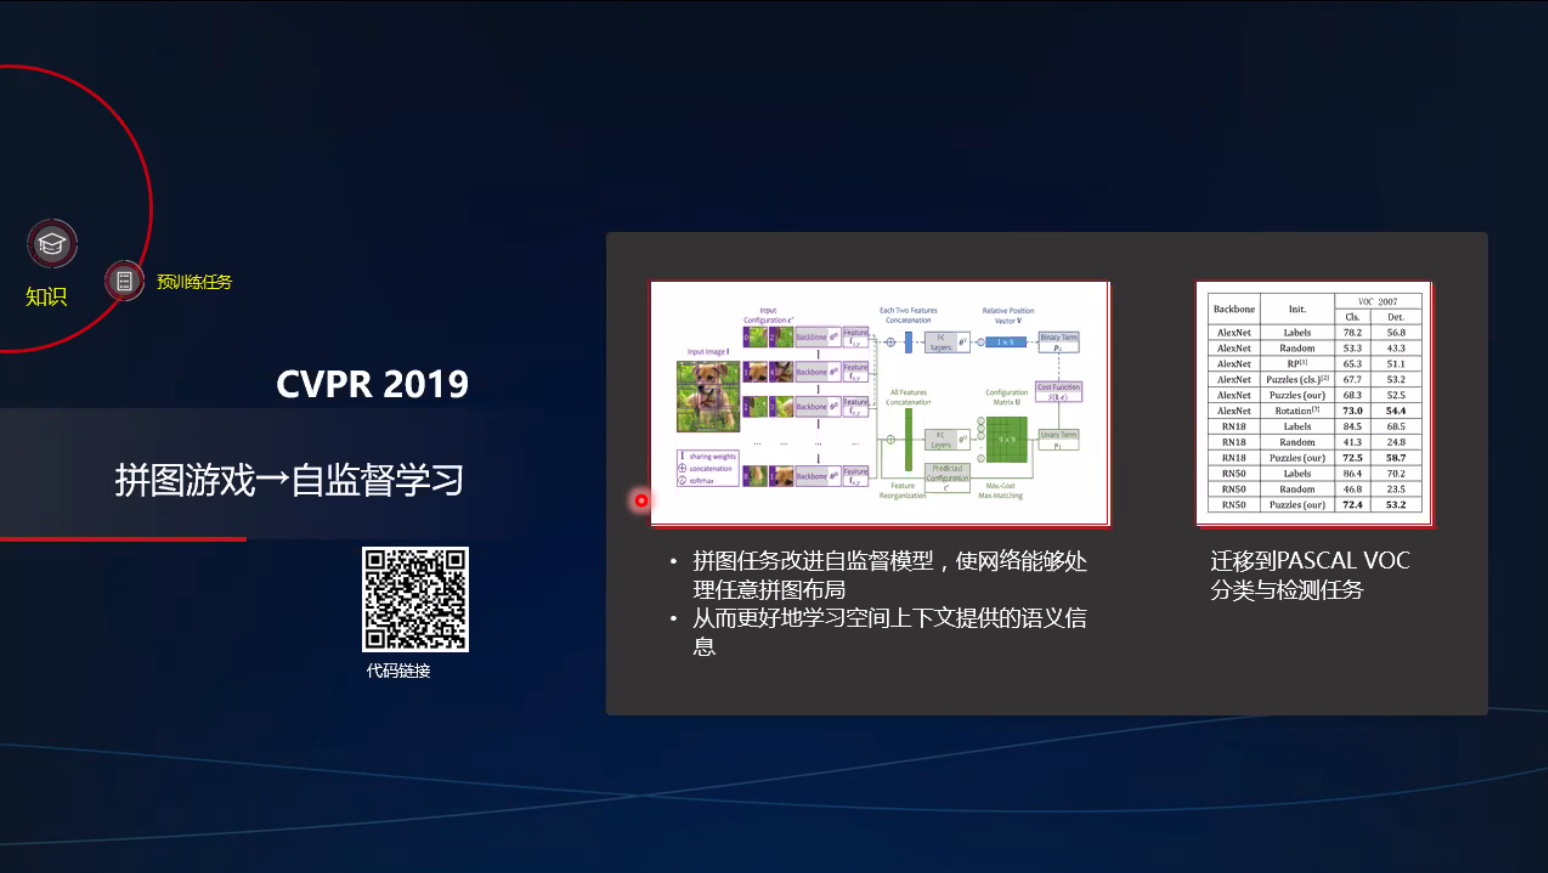 知识
预训练任务
CVPR 2019
拼图游戏→自监督学习
代码链接
Input
Configuration c*
Input Image I
Backbone θᵝ
Feature
Backbone
Feature
Backbone
Feature
... ... ... ...
Backbone
Feature
sharing weights
concatenation
softmax
Each Two Features
Concatenation
FC
Layers
Relative Position
Vector V
1 × 9
Binary Term
Cost Function
All Features
Concatenation
FC
Layers
Configuration
Matrix U
9 × 9
Unary Term
Predicted
Configuration
Feature
Reorganization
Max-Cost
Max-Matching
• 拼图任务改进自监督模型，使网络能够处
理任意拼图布局
• 从而更好地学习空间上下文提供的语义信
息
Backbone Init. VOC 2007
Cls. Det.
AlexNet Labels 78.2 56.8
AlexNet Random 53.3 43.3
AlexNet RP[1] 65.3 51.1
AlexNet Puzzles (cls.)[2] 67.7 53.2
AlexNet Puzzles (our) 68.3 52.5
AlexNet Rotation[3] 73.0 54.4
RN18 Labels 84.5 68.5
RN18 Random 41.3 24.8
RN18 Puzzles (our) 72.5 58.7
RN50 Labels 86.4 70.2
RN50 Random 46.8 23.5
RN50 Puzzles (our) 72.4 53.2
迁移到PASCAL VOC
分类与检测任务